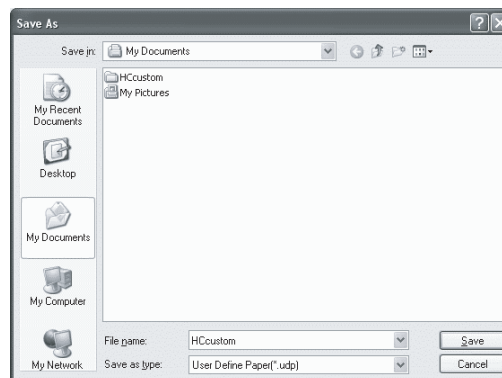 Save As
Save in:
My Documents
HCcustom
My Pictures
My Recent
Documents
Desktop
My Documents
My Computer
My Network
File name:
HCcustom
Save
Save as type:
User Define Paper(*.udp)
Cancel